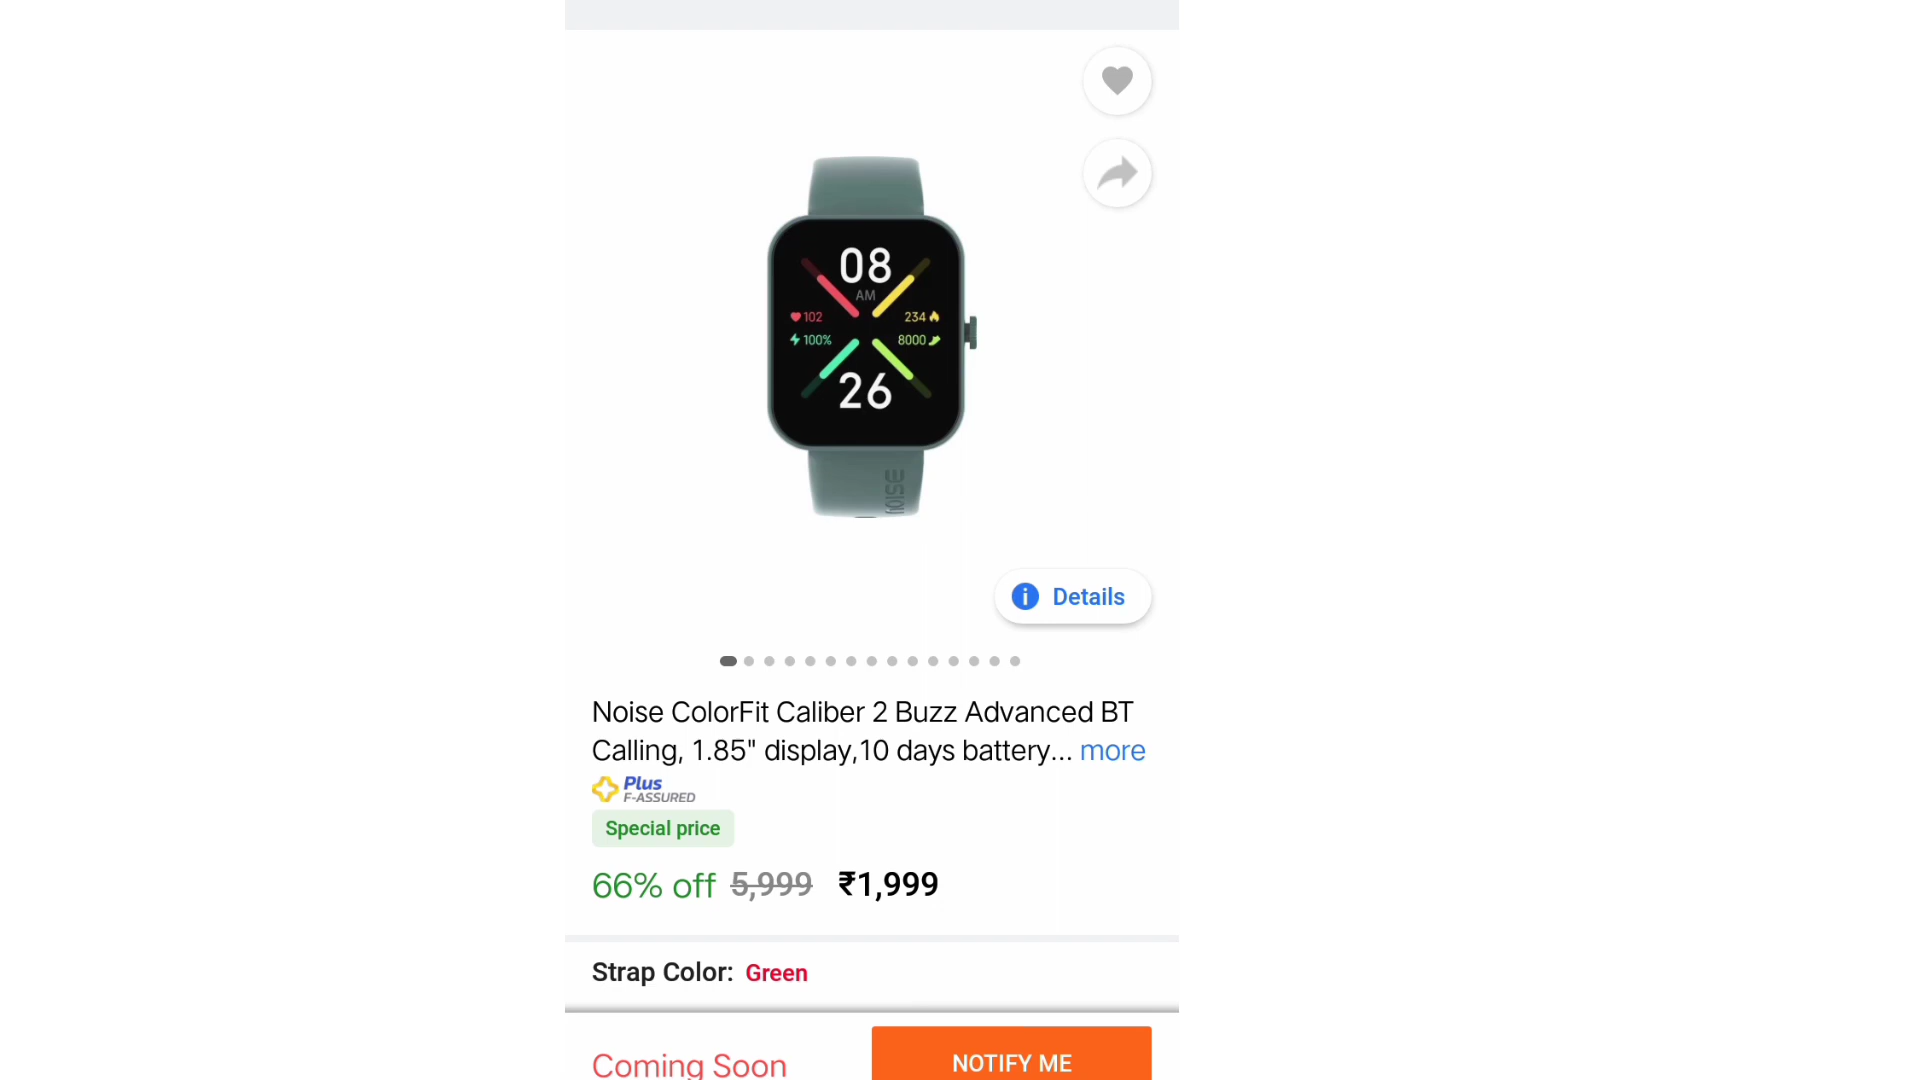 08
AM
102
234
100%
8000
26
NOISE
Details
Noise ColorFit Caliber 2 Buzz Advanced BT
Calling, 1.85" display,10 days battery... more
Plus
F-ASSURED
Special price
66% off 5,999 ₹1,999
Strap Color: Green
Coming Soon
NOTIFY ME